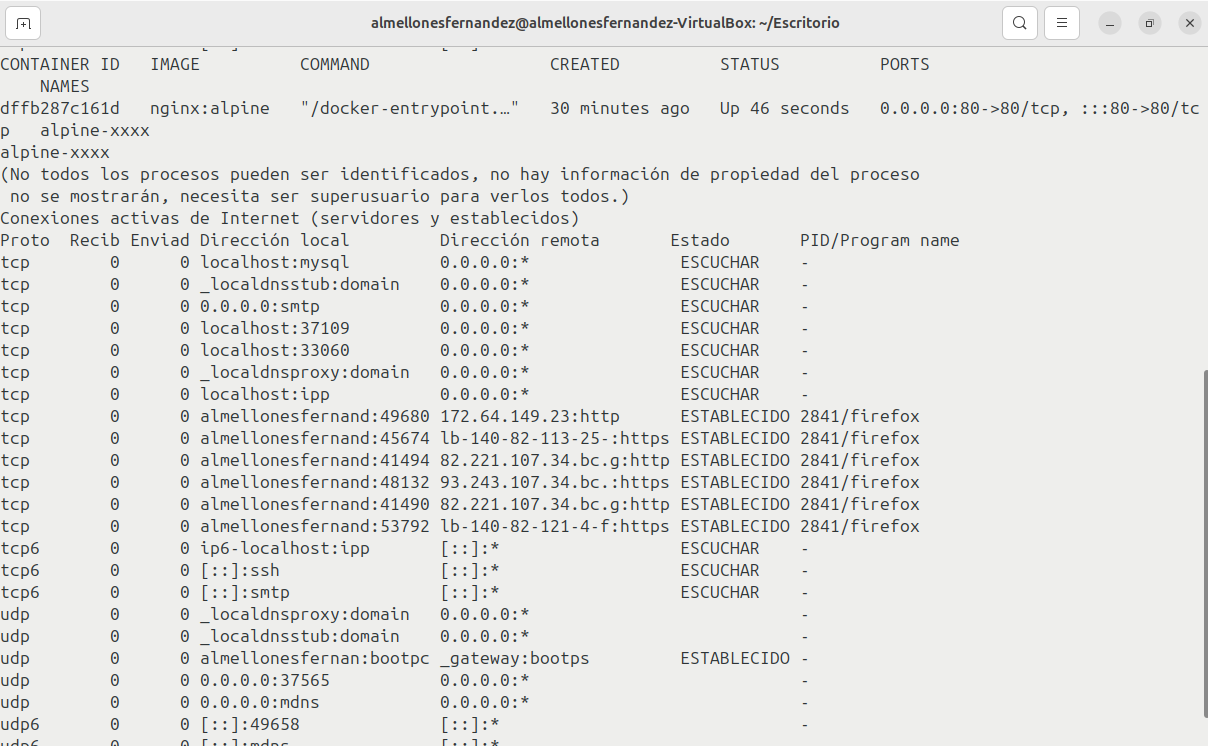 almellonesfernandez@almellonesfernandez-VirtualBox: ~/Escritorio
CONTAINER ID   IMAGE          COMMAND                  CREATED          STATUS          PORTS
    NAMES
dffb287c161d   nginx:alpine   "/docker-entrypoint.…"   30 minutes ago   Up 46 seconds   0.0.0.0:80->80/tcp, :::80->80/tc
p   alpine-xxxx
alpine-xxxx
(No todos los procesos pueden ser identificados, no hay información de propiedad del proceso
 no se mostrarán, necesita ser superusuario para verlos todos.)
Conexiones activas de Internet (servidores y establecidos)
Proto  Recib Enviad Dirección local         Dirección remota       Estado       PID/Program name
tcp        0      0 localhost:mysql         0.0.0.0:*               ESCUCHAR    -
tcp        0      0 _localdnsstub:domain    0.0.0.0:*               ESCUCHAR    -
tcp        0      0 0.0.0.0:smtp            0.0.0.0:*               ESCUCHAR    -
tcp        0      0 localhost:37109         0.0.0.0:*               ESCUCHAR    -
tcp        0      0 localhost:33060         0.0.0.0:*               ESCUCHAR    -
tcp        0      0 _localdnsproxy:domain   0.0.0.0:*               ESCUCHAR    -
tcp        0      0 localhost:ipp           0.0.0.0:*               ESCUCHAR    -
tcp        0      0 almellonesfernand:49680 172.64.149.23:http      ESTABLECIDO 2841/firefox
tcp        0      0 almellonesfernand:45674 lb-140-82-113-25-:https ESTABLECIDO 2841/firefox
tcp        0      0 almellonesfernand:41494 82.221.107.34.bc.g:http ESTABLECIDO 2841/firefox
tcp        0      0 almellonesfernand:48132 93.243.107.34.bc.:https ESTABLECIDO 2841/firefox
tcp        0      0 almellonesfernand:41490 82.221.107.34.bc.g:http ESTABLECIDO 2841/firefox
tcp        0      0 almellonesfernand:53792 lb-140-82-121-4-f:https ESTABLECIDO 2841/firefox
tcp6       0      0 ip6-localhost:ipp       [::]:*                  ESCUCHAR    -
tcp6       0      0 [::]:ssh                [::]:*                  ESCUCHAR    -
tcp6       0      0 [::]:smtp               [::]:*                  ESCUCHAR    -
udp        0      0 _localdnsproxy:domain   0.0.0.0:*                           -
udp        0      0 _localdnsstub:domain    0.0.0.0:*                           -
udp        0      0 almellonesfernan:bootpc _gateway:bootps         ESTABLECIDO -
udp        0      0 0.0.0.0:37565           0.0.0.0:*                           -
udp        0      0 0.0.0.0:mdns            0.0.0.0:*                           -
udp6       0      0 [::]:49658              [::]:*                              -
udp6       0      0 [::]:mdns               [::]:*                              -